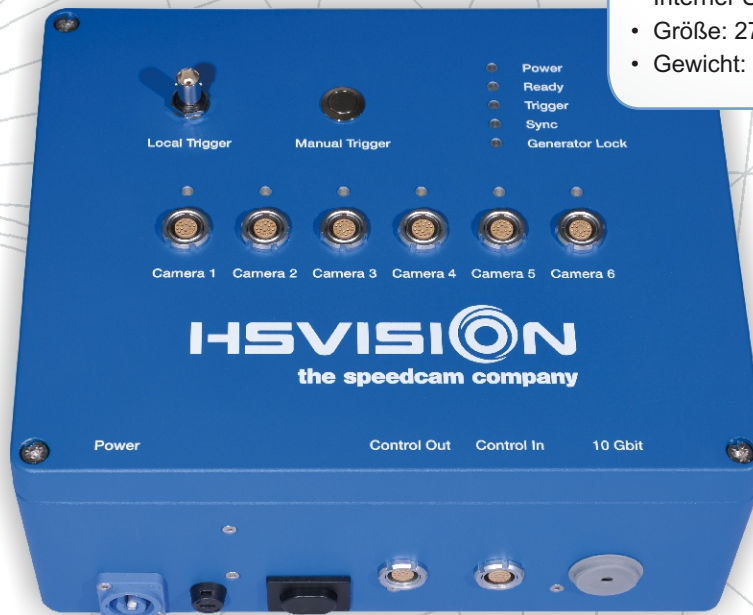 Interner
• Größe: 27
• Gewicht:
Power
Ready
Trigger
Sync
Generator Lock
Local Trigger
Manual Trigger
Camera 1
Camera 2
Camera 3
Camera 4
Camera 5
Camera 6
HSVISION
the speedcam company
Power
Control Out
Control In
10 Gbit